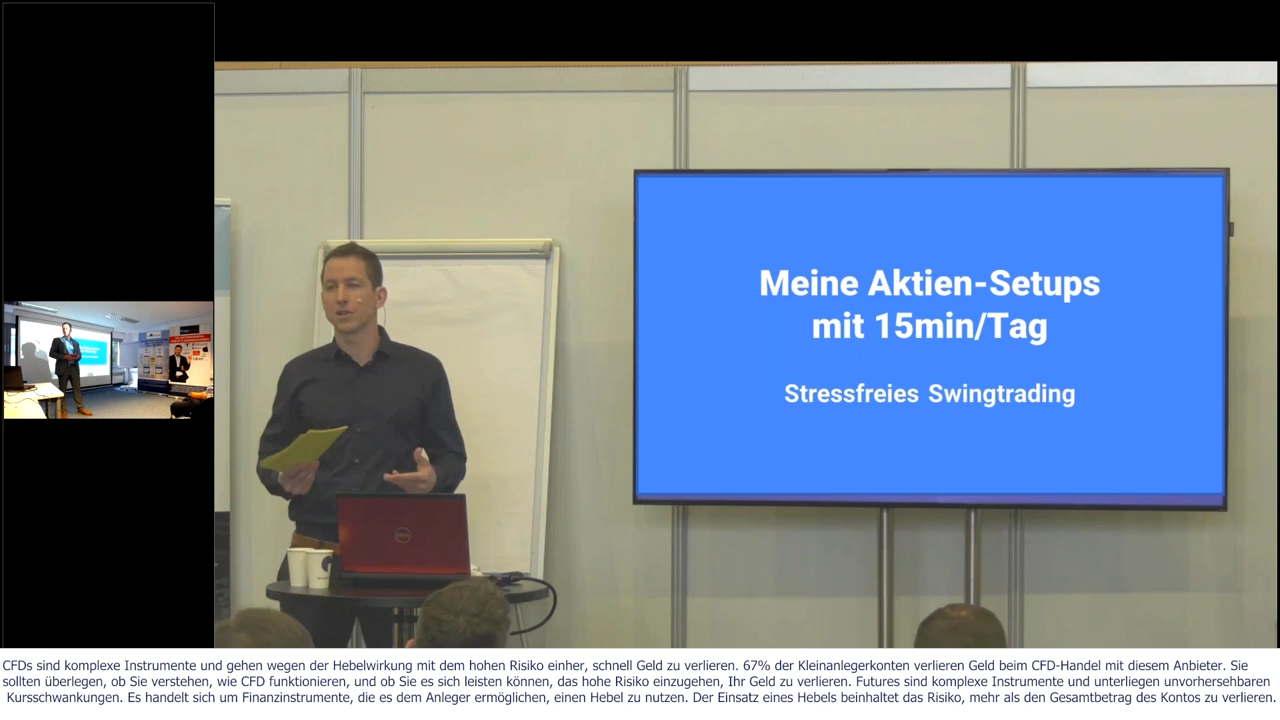 Meine Aktien-Setups
mit 15min/Tag
Stressfreies Swingtrading
DELL
CFDs sind komplexe Instrumente und gehen wegen der Hebelwirkung mit dem hohen Risiko einher, schnell Geld zu verlieren. 67% der Kleinanlegerkonten verlieren Geld beim CFD-Handel mit diesem Anbieter. Sie
sollten überlegen, ob Sie verstehen, wie CFD funktionieren, und ob Sie es sich leisten können, das hohe Risiko einzugehen, Ihr Geld zu verlieren. Futures sind komplexe Instrumente und unterliegen unvorhersehbaren
Kursschwankungen. Es handelt sich um Finanzinstrumente, die es dem Anleger ermöglichen, einen Hebel zu nutzen. Der Einsatz eines Hebels beinhaltet das Risiko, mehr als den Gesamtbetrag des Kontos zu verlieren.